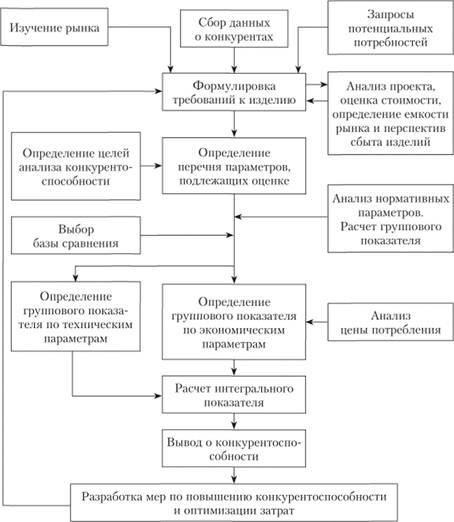 Изучение рынка
Сбор данных
о конкурентах
Запросы
потенциальных
потребностей
Формулировка
требований к изделию
Анализ проекта,
оценка стоимости,
определение емкости
рынка и перспектив
сбыта изделий
Определение целей
анализа конкуренто-
способности
Определение
перечня параметров,
подлежащих оценке
Анализ нормативных
параметров.
Расчет группового
показателя
Выбор
базы сравнения
Определение
группового показа-
теля по техническим
параметрам
Определение
группового показателя
по экономическим
параметрам
Анализ
цены потребления
Расчет интегрального
показателя
Вывод о конкурентоспо-
собности
Разработка мер по повышению конкурентоспособности
и оптимизации затрат